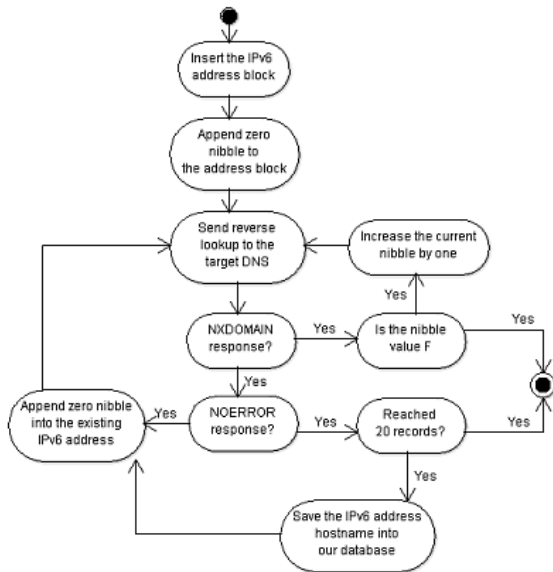 Insert the IPv6
address block
Append zero
nibble to
the address block
Send reverse
lookup to the
target DNS
Increase the current
nibble by one
Yes
NXDOMAIN
response?
Yes
Is the nibble
value F
Yes
Yes
Append zero nibble
into the existing
IPv6 address
Yes
NOERROR
response?
Yes
Reached
20 records?
Yes
Yes
Save the IPv6 address
hostname into
our database